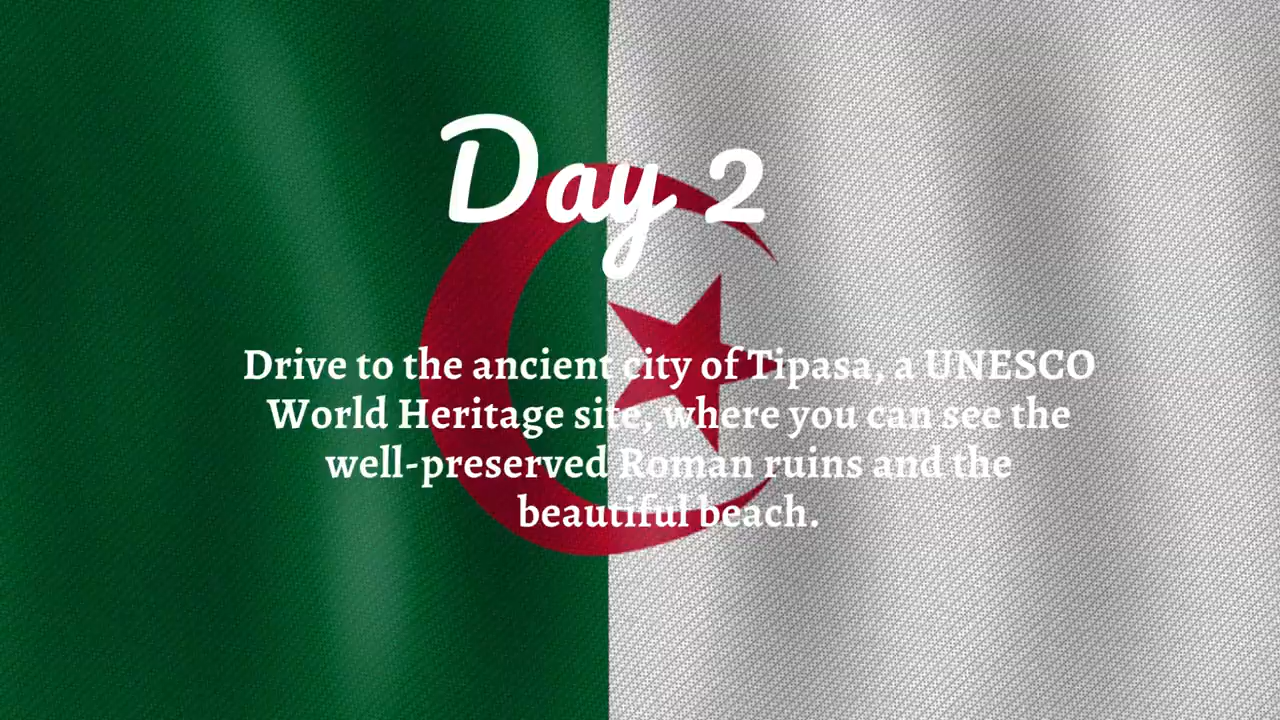 Day 2
Drive to the ancient city of Tipasa, a UNESCO
World Heritage site, where you can see the
well-preserved Roman ruins and the
beautiful beach.